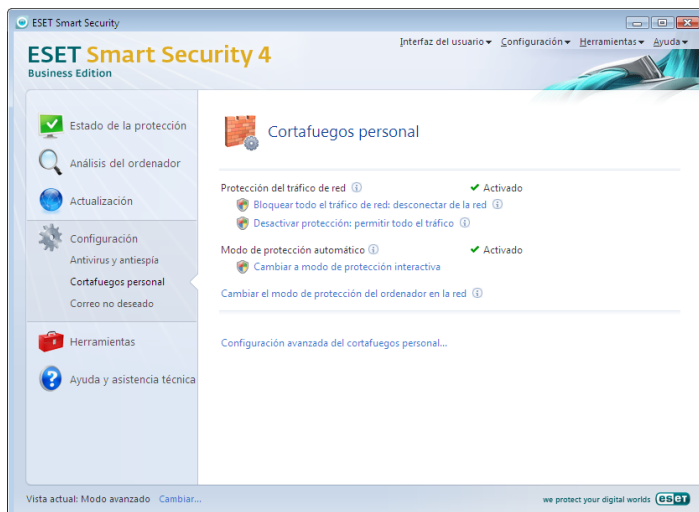 ESET Smart Security
ESET Smart Security 4
Business Edition
Interfaz del usuario Configuración Herramientas Ayuda
Estado de la protección
Análisis del ordenador
Actualización
Configuración
Antivirus y antiespía
Cortafuegos personal
Correo no deseado
Herramientas
Ayuda y asistencia técnica
Cortafuegos personal
Protección del tráfico de red Activado
Bloquear todo el tráfico de red: desconectar de la red
Desactivar protección: permitir todo el tráfico
Modo de protección automático Activado
Cambiar a modo de protección interactiva
Cambiar el modo de protección del ordenador en la red
Configuración avanzada del cortafuegos personal...
Vista actual: Modo avanzado Cambiar...
we protect your digital worlds eset